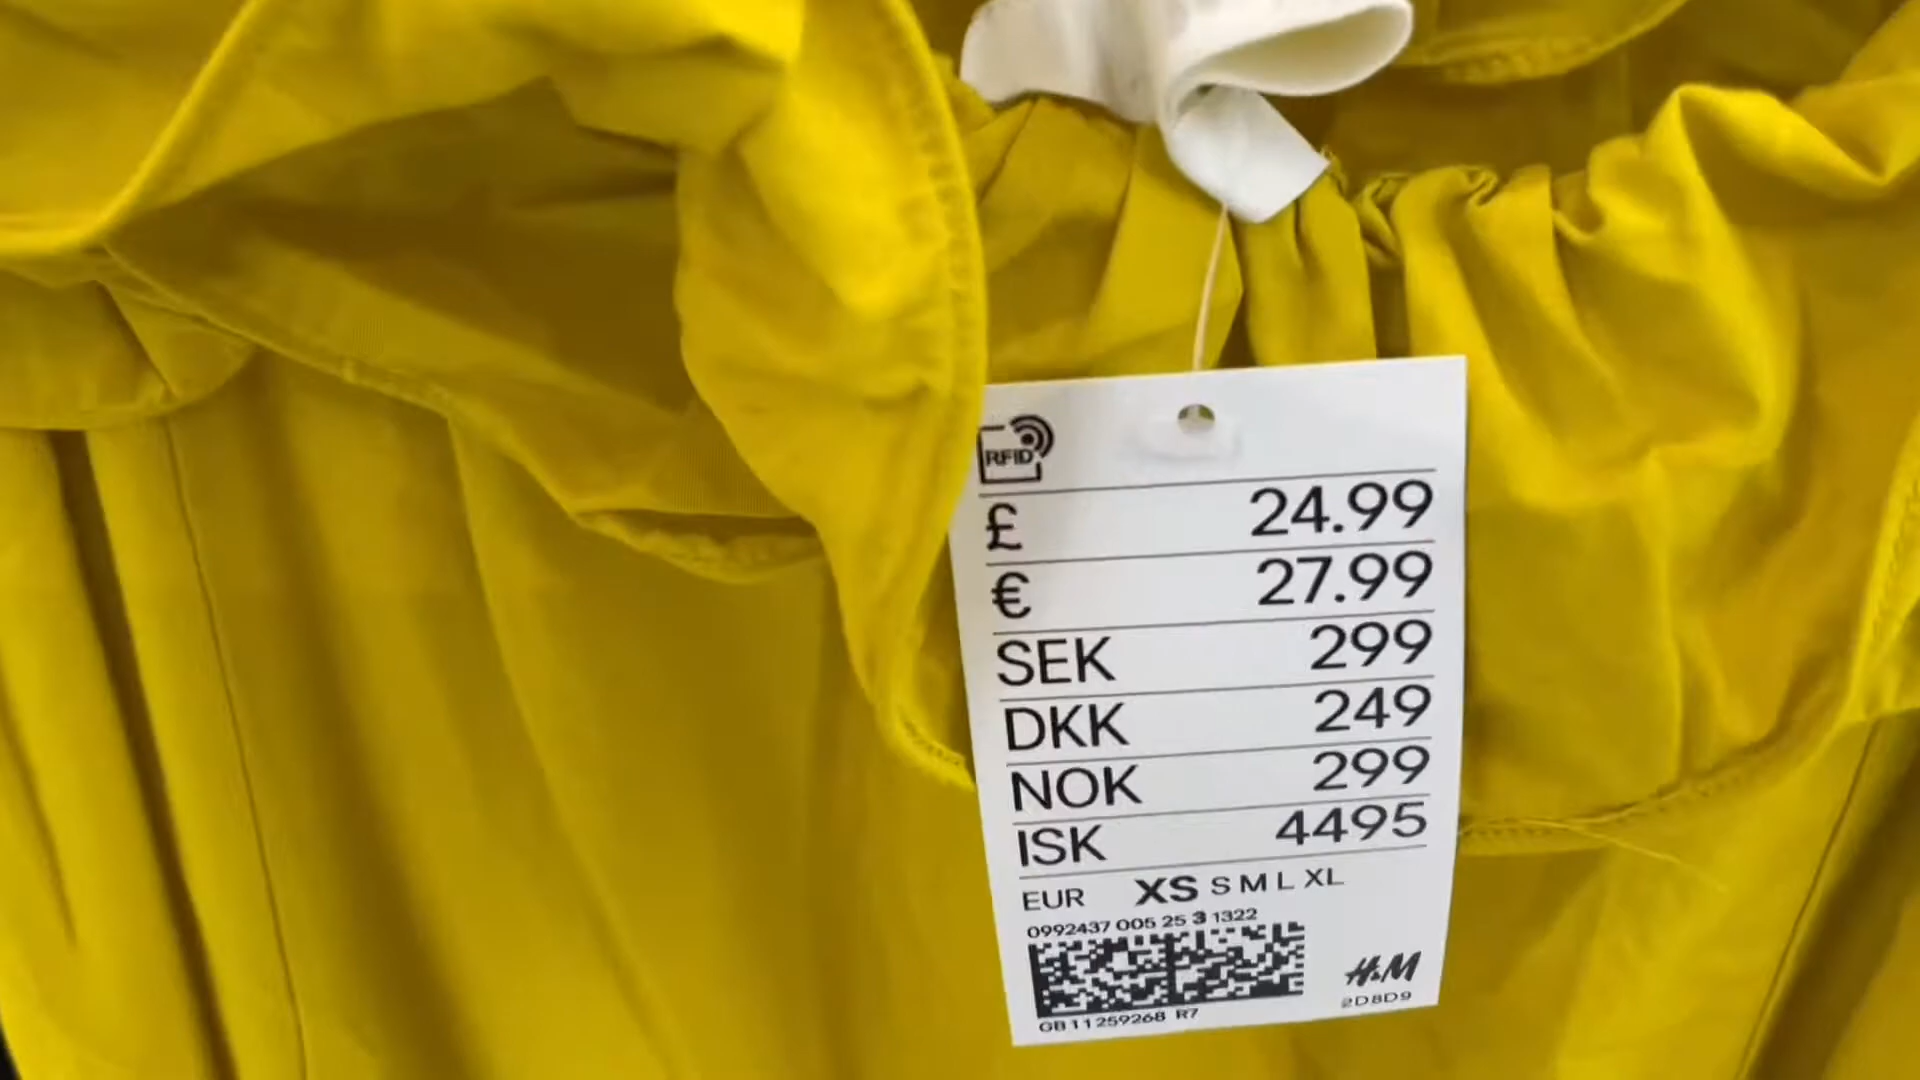 RFID
£ 24.99
€ 27.99
SEK 299
DKK 249
NOK 299
ISK 4495
EUR XS S M L XL
0992437 005 25 3 1322
H&M
2D8D9
GB11259268 R7